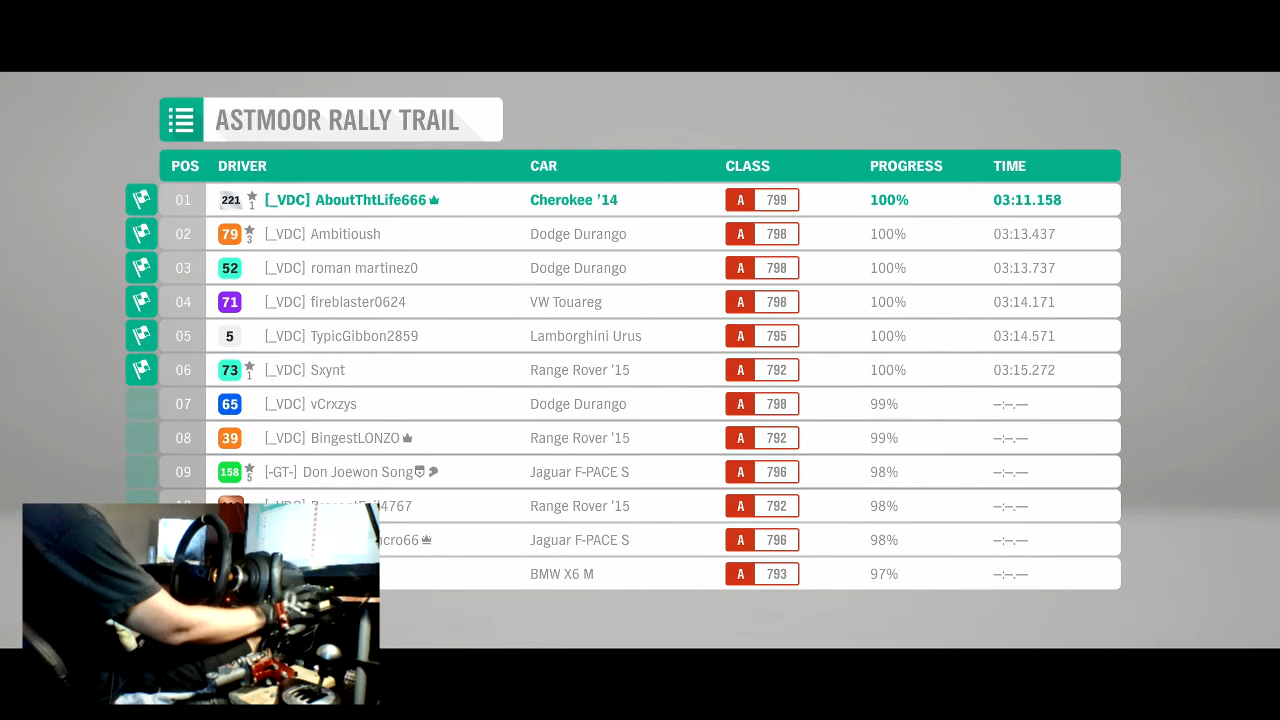 ASTMOOR RALLY TRAIL
POS DRIVER CAR CLASS PROGRESS TIME
01 221 1 [_VDC] AboutThtLife666 Cherokee '14 A 799 100% 03:11.158
02 79 3 [_VDC] Ambitioush Dodge Durango A 798 100% 03:13.437
03 52 [_VDC] roman martinez0 Dodge Durango A 798 100% 03:13.737
04 71 [_VDC] fireblaster0624 VW Touareg A 798 100% 03:14.171
05 5 [_VDC] TypicGibbon2859 Lamborghini Urus A 795 100% 03:14.571
06 73 1 [_VDC] Sxynt Range Rover '15 A 792 100% 03:15.272
07 65 [_VDC] vCrxzys Dodge Durango A 798 99% --:--.---
08 39 [_VDC] BingestLONZO Range Rover '15 A 792 99% --:--.---
09 158 5 [-GT-] Don Joewon Song Jaguar F-PACE S A 796 98% --:--.---
4767 Range Rover '15 A 792 98% --:--.---
cro66 Jaguar F-PACE S A 796 98% --:--.---
BMW X6 M A 793 97% --:--.---